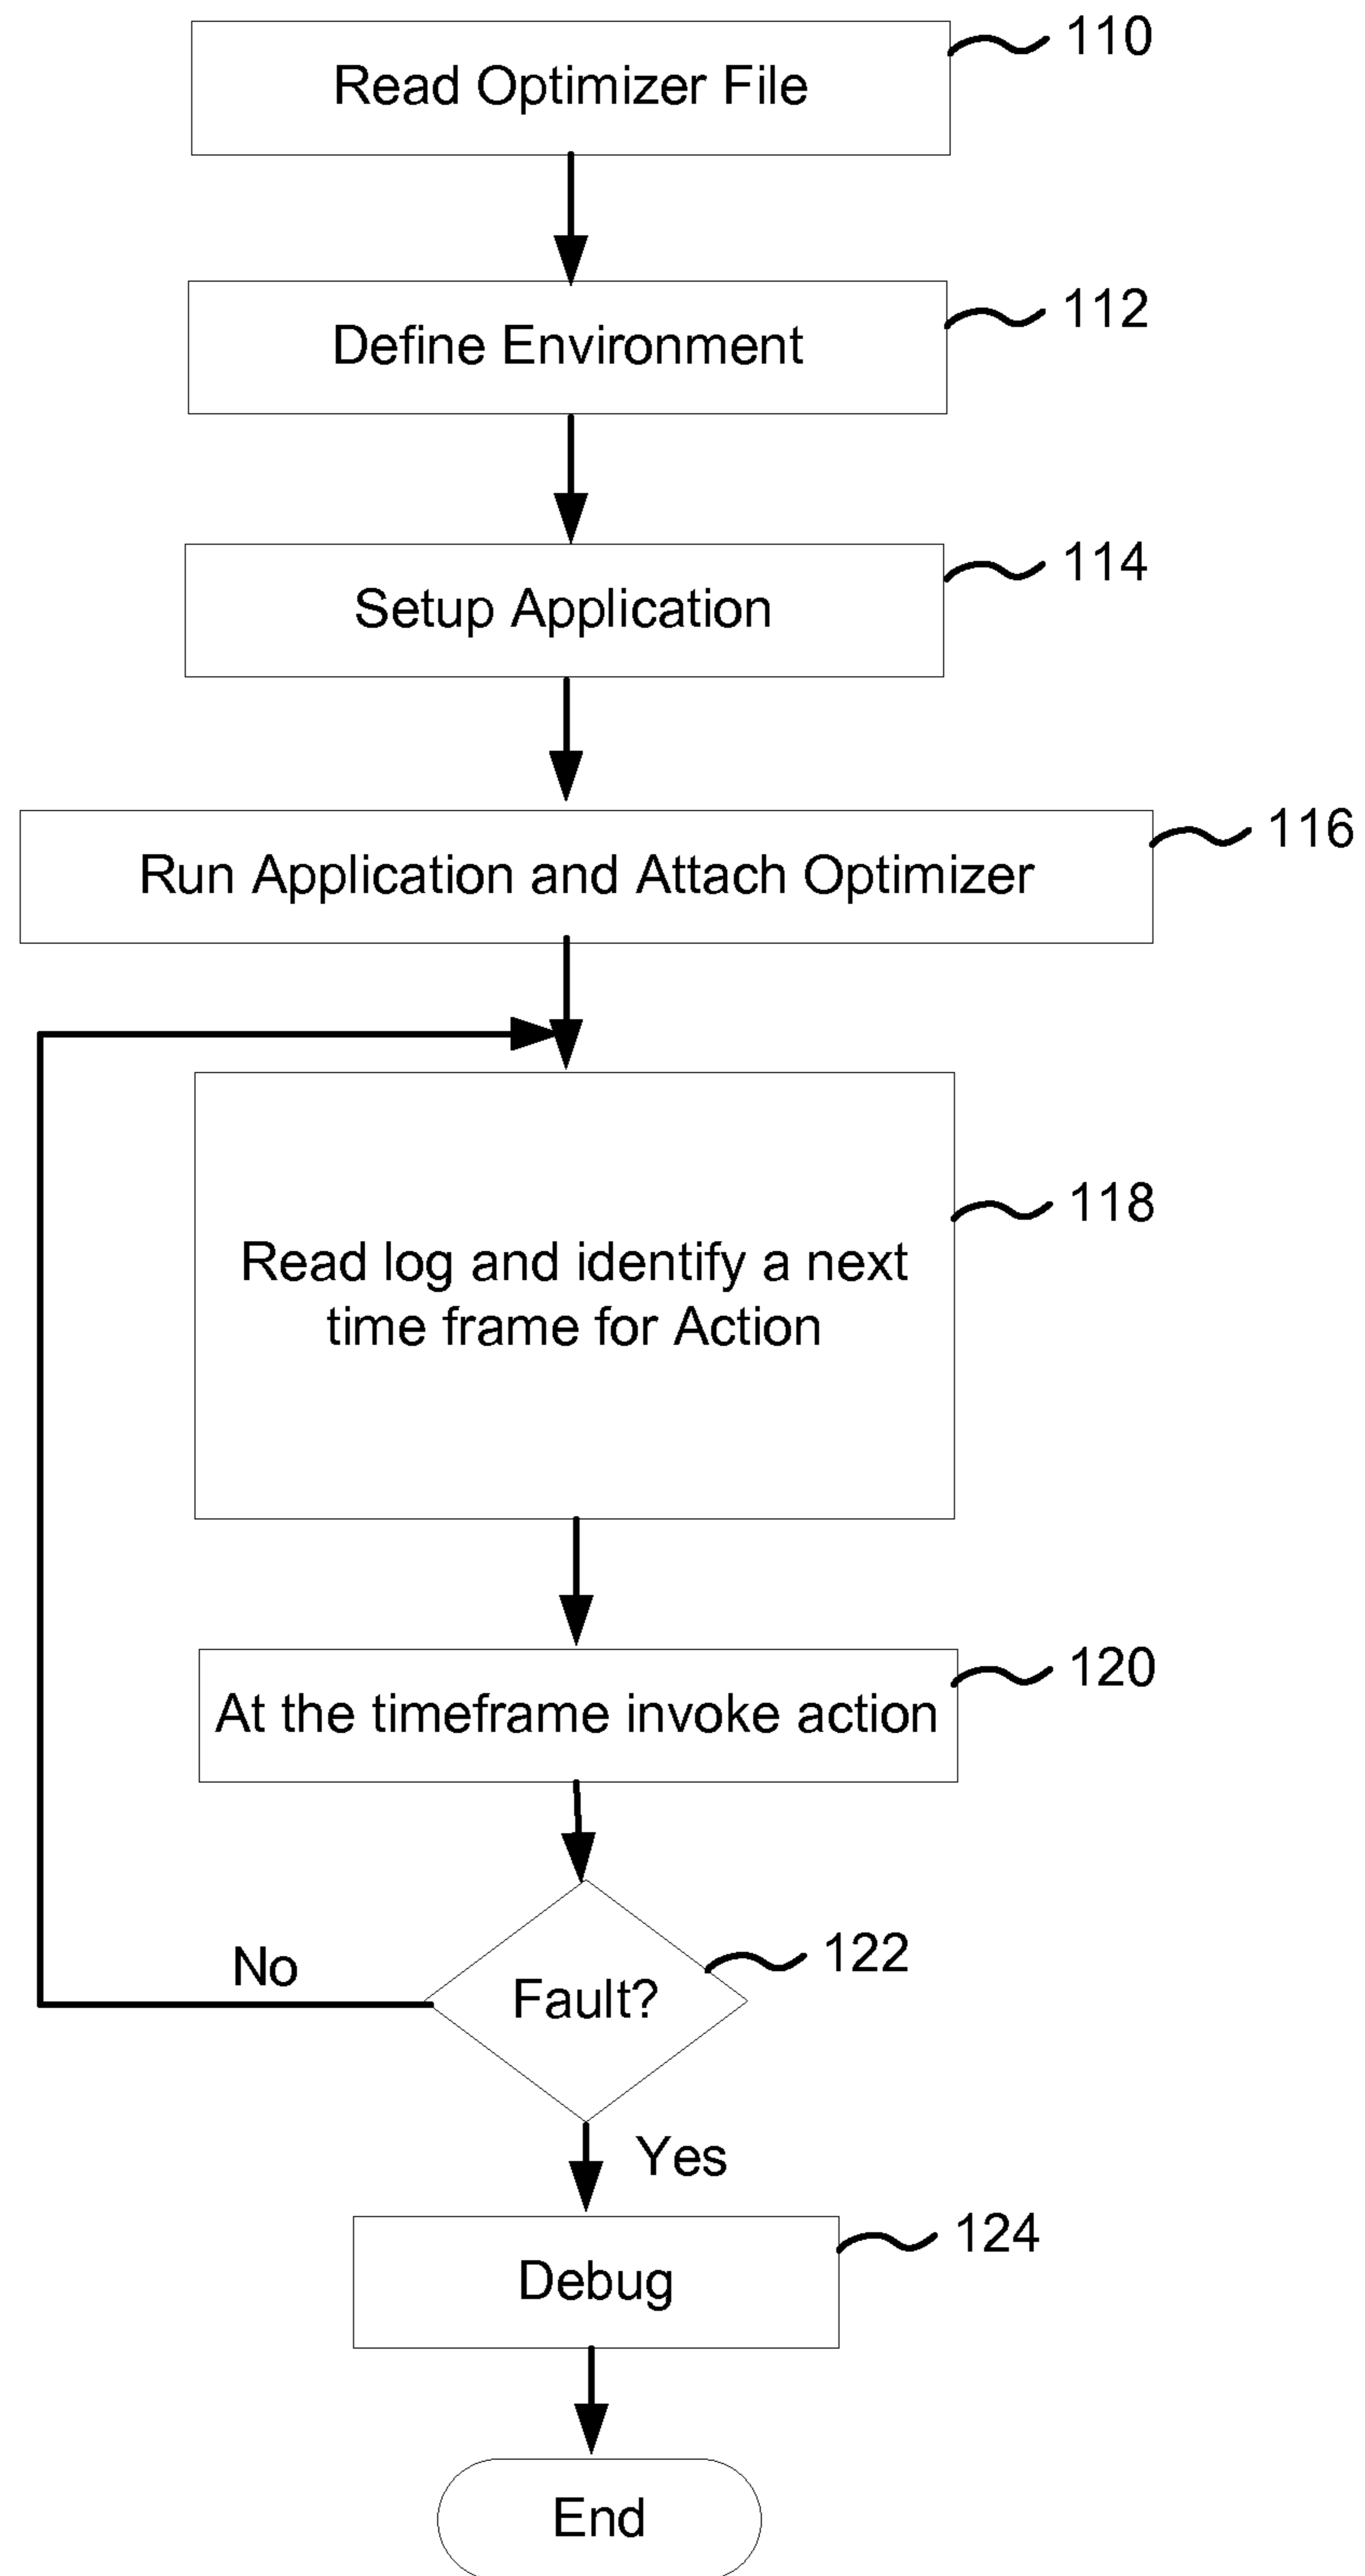 110
Read Optimizer File
112
Define Environment
114
Setup Application
116
Run Application and Attach Optimizer
118
Read log and identify a next
time frame for Action
120
At the timeframe invoke action
122
No
Fault?
Yes
124
Debug
End